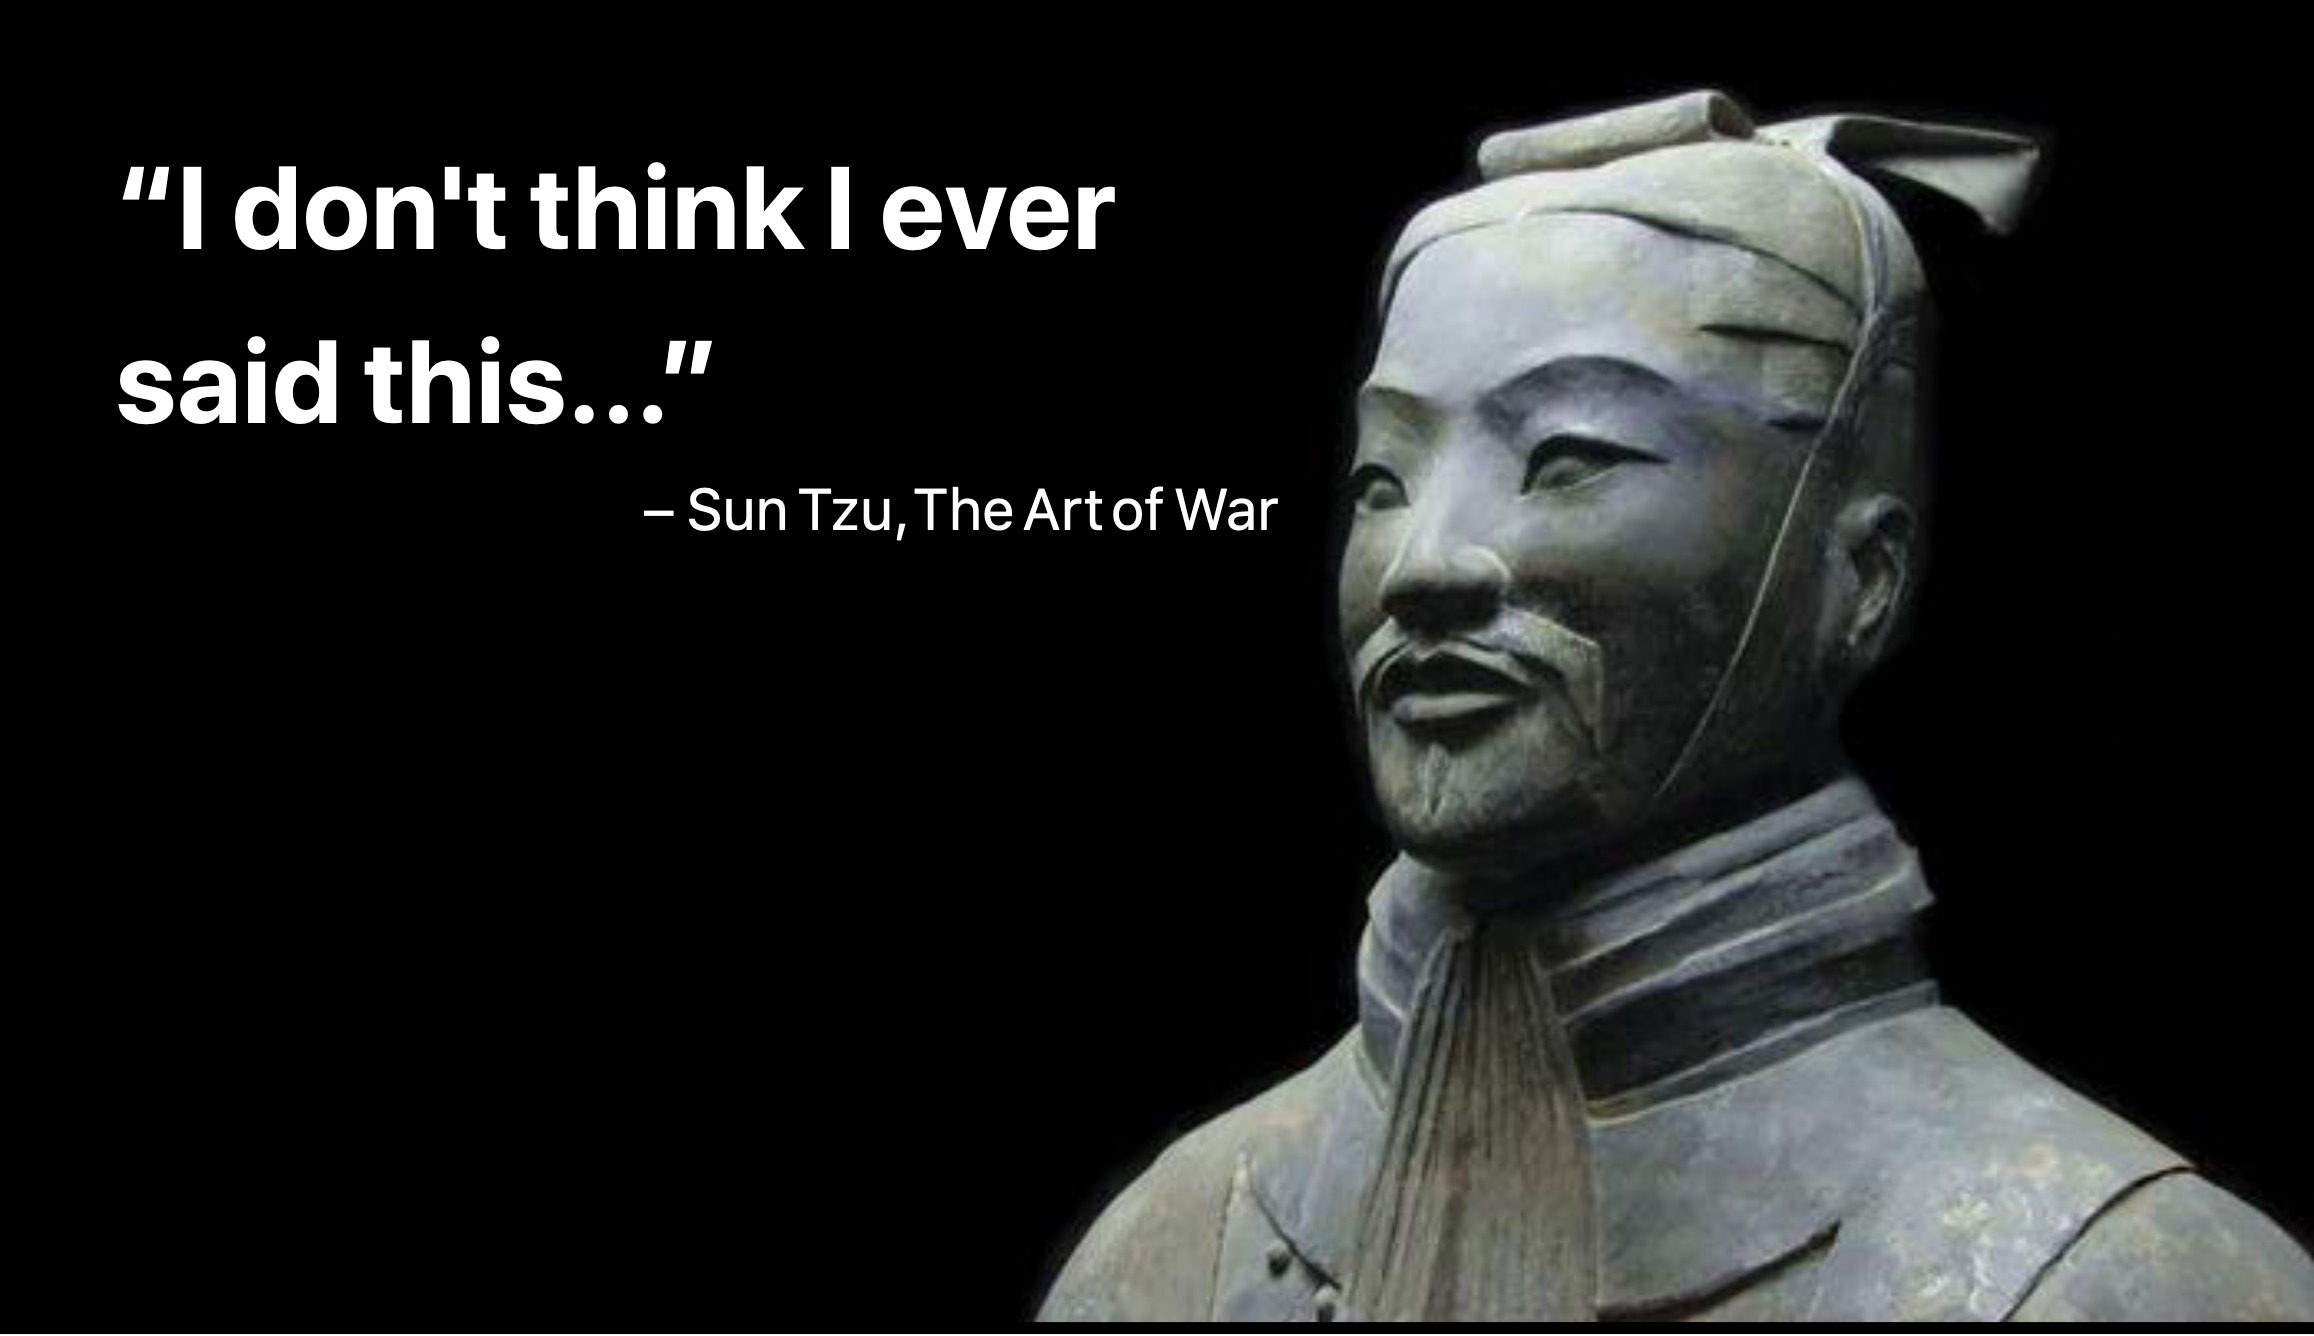 “I don't think I ever
said this...”
– Sun Tzu, The Art of War